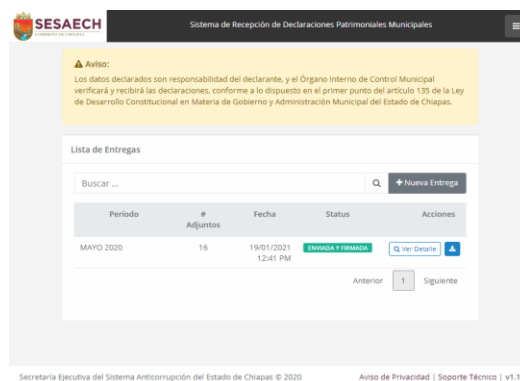 SESAECH
GOBIERNO DE CHIAPAS
Sistema de Recepción de Declaraciones Patrimoniales Municipales
Aviso:
Los datos declarados son responsabilidad del declarante, y el Órgano Interno de Control Municipal
verificará y recibirá las declaraciones, conforme a lo dispuesto en el primer punto del artículo 135 de la Ley
de Desarrollo Constitucional en Materia de Gobierno y Administración Municipal del Estado de Chiapas.
Lista de Entregas
Buscar ...
+ Nueva Entrega
Período # Adjuntos Fecha Status Acciones
MAYO 2020 16 19/01/2021 12:41 PM ENVIADA Y FIRMADA Ver Detalle
Anterior 1 Siguiente
Secretaría Ejecutiva del Sistema Anticorrupción del Estado de Chiapas © 2020 Aviso de Privacidad | Soporte Técnico | v1.1